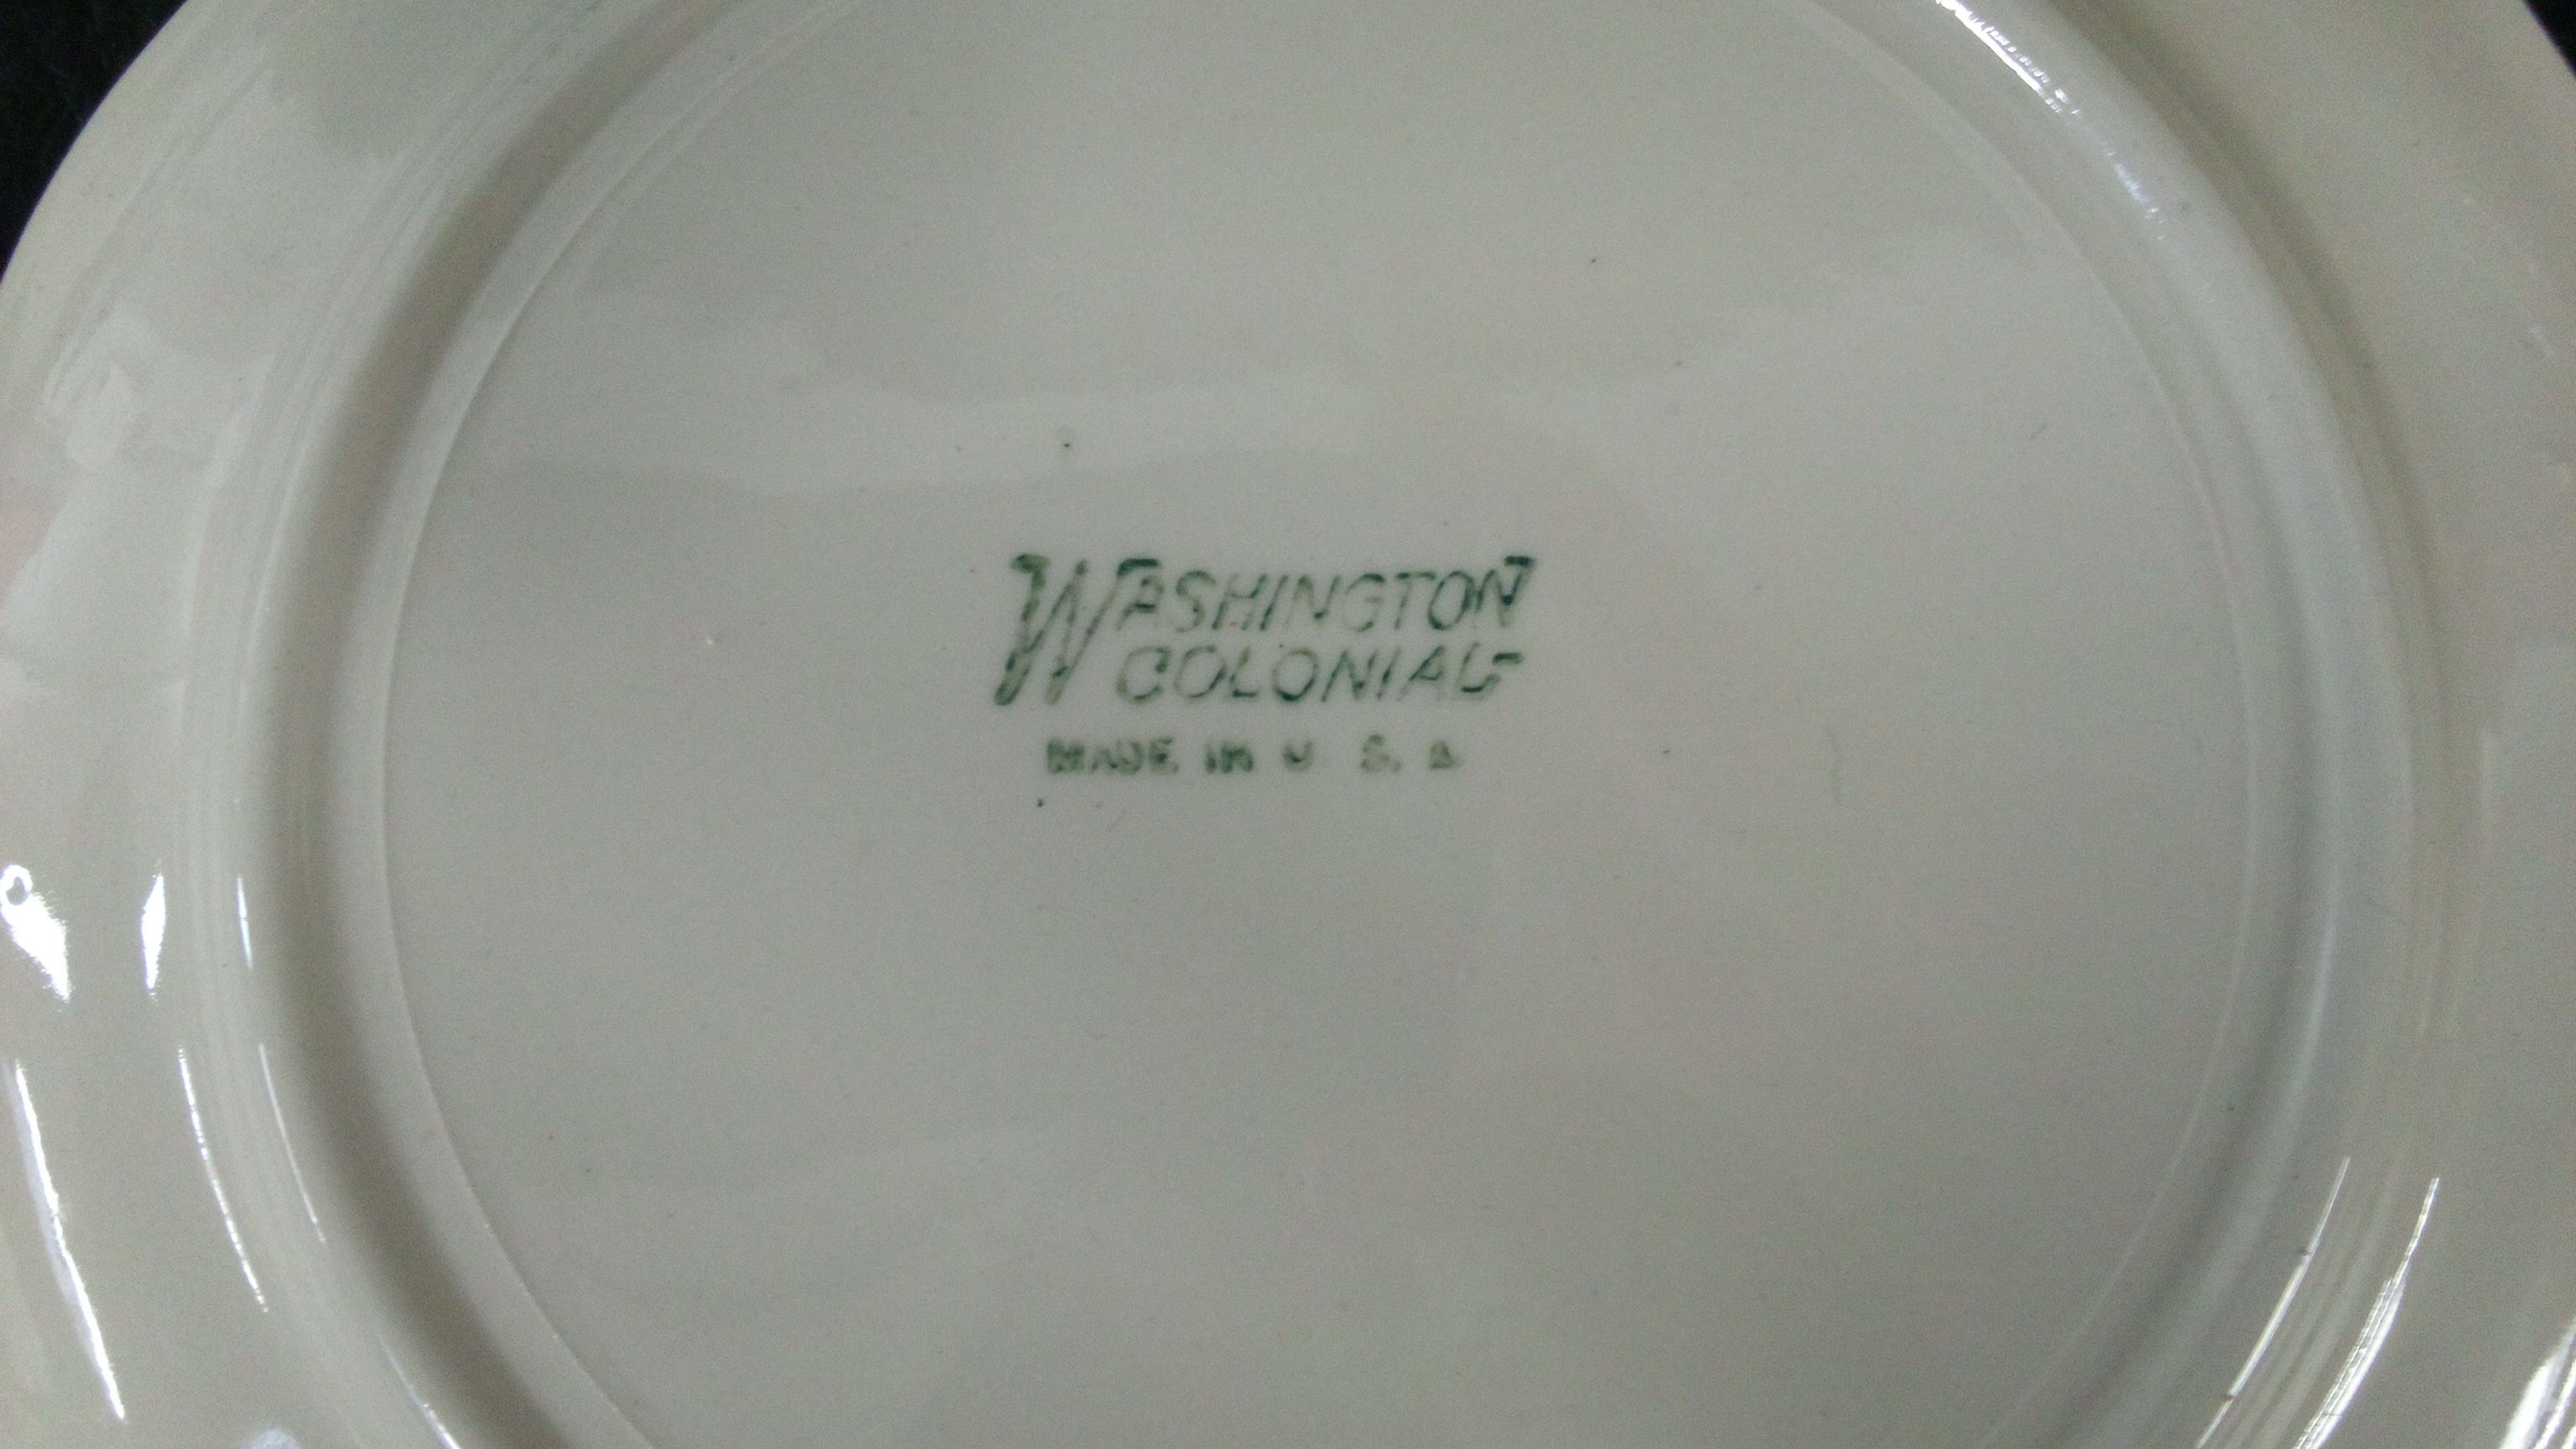 WASHINGTON
COLONIAL
MADE IN U. S. A.